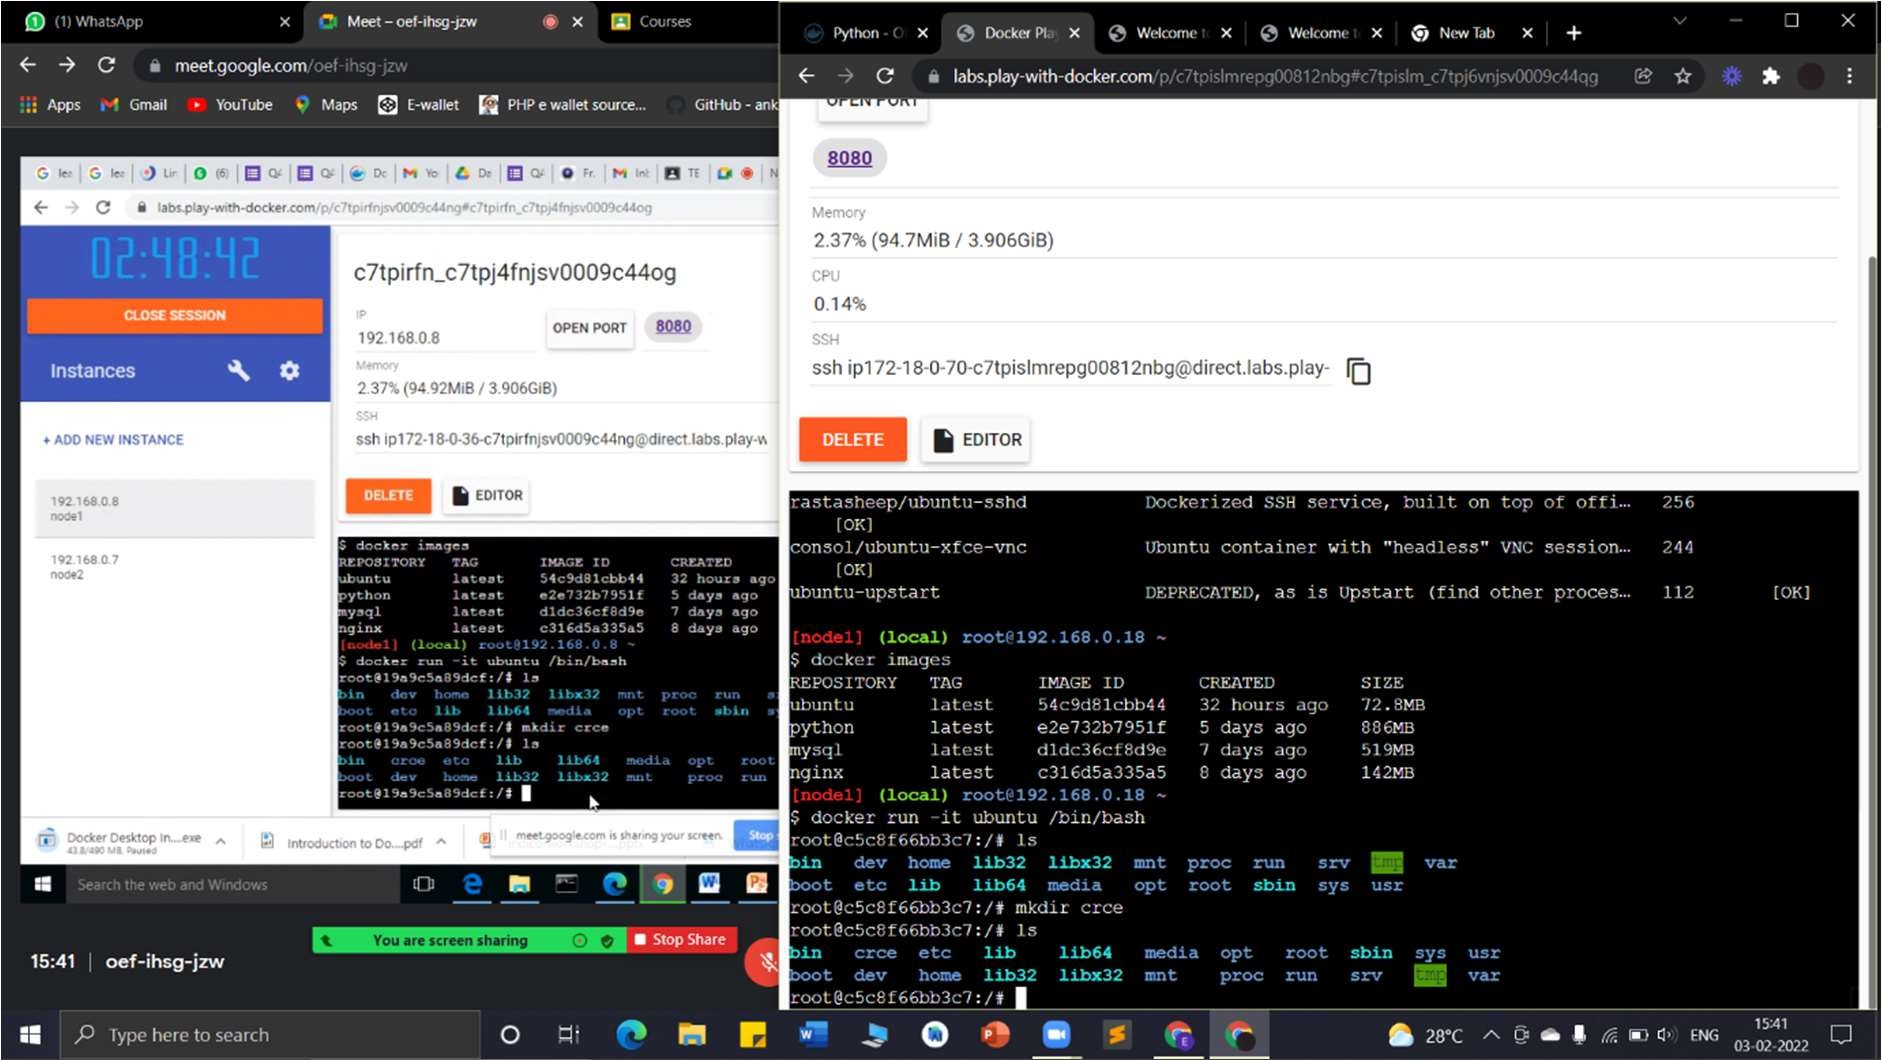 (1) WhatsApp
Meet – oef-ihsg-jzw
Courses
meet.google.com/oef-ihsg-jzw
Apps Gmail YouTube Maps E-wallet PHP e wallet source... GitHub - ank
labs.play-with-docker.com/p/c7tpirfnjsv0009c44ng#c7tpirfn_c7tpj4fnjsv0009c44og
02:48:42
CLOSE SESSION
Instances
+ ADD NEW INSTANCE
192.168.0.8
node1
192.168.0.7
node2
c7tpirfn_c7tpj4fnjsv0009c44og
IP
192.168.0.8
OPEN PORT
8080
Memory
2.37% (94.92MiB / 3.906GiB)
SSH
ssh ip172-18-0-36-c7tpirfnjsv0009c44ng@direct.labs.play-w
DELETE
EDITOR
$ docker images
REPOSITORY TAG IMAGE ID CREATED
ubuntu latest 54c9d81cbb44 32 hours ago
python latest e2e732b7951f 5 days ago
mysql latest d1dc36cf8d9e 7 days ago
nginx latest c316d5a335a5 8 days ago
[node1] (local) root@192.168.0.8 ~
$ docker run -it ubuntu /bin/bash
root@19a9c5a89dcf:/# ls
bin dev home lib32 libx32 mnt proc run
boot etc lib lib64 media opt root sbin
root@19a9c5a89dcf:/# mkdir crce
root@19a9c5a89dcf:/# ls
bin crce etc lib lib64 media opt root
boot dev home lib32 libx32 mnt proc run
root@19a9c5a89dcf:/#
Docker Desktop In....exe
43.8/490 MB, Paused
Introduction to Do....pdf
meet.google.com is sharing your screen.
Stop
Search the web and Windows
You are screen sharing
Stop Share
15:41 | oef-ihsg-jzw
Python - O
Docker Pla
Welcome to
Welcome t
New Tab
labs.play-with-docker.com/p/c7tpislmrepg00812nbg#c7tpislm_c7tpj6vnjsv0009c44qg
OPEN PORT
8080
Memory
2.37% (94.7MiB / 3.906GiB)
CPU
0.14%
SSH
ssh ip172-18-0-70-c7tpislmrepg00812nbg@direct.labs.play-
DELETE
EDITOR
rastasheep/ubuntu-sshd Dockerized SSH service, built on top of offi… 256
[OK]
consol/ubuntu-xfce-vnc Ubuntu container with "headless" VNC session… 244
[OK]
ubuntu-upstart DEPRECATED, as is Upstart (find other proces… 112 [OK]
[node1] (local) root@192.168.0.18 ~
$ docker images
REPOSITORY TAG IMAGE ID CREATED SIZE
ubuntu latest 54c9d81cbb44 32 hours ago 72.8MB
python latest e2e732b7951f 5 days ago 886MB
mysql latest d1dc36cf8d9e 7 days ago 519MB
nginx latest c316d5a335a5 8 days ago 142MB
[node1] (local) root@192.168.0.18 ~
$ docker run -it ubuntu /bin/bash
root@c5c8f66bb3c7:/# ls
bin dev home lib32 libx32 mnt proc run srv tmp var
boot etc lib lib64 media opt root sbin sys usr
root@c5c8f66bb3c7:/# mkdir crce
root@c5c8f66bb3c7:/# ls
bin crce etc lib lib64 media opt root sbin sys usr
boot dev home lib32 libx32 mnt proc run srv tmp var
root@c5c8f66bb3c7:/#
Type here to search
28°C
ENG
15:41
03-02-2022